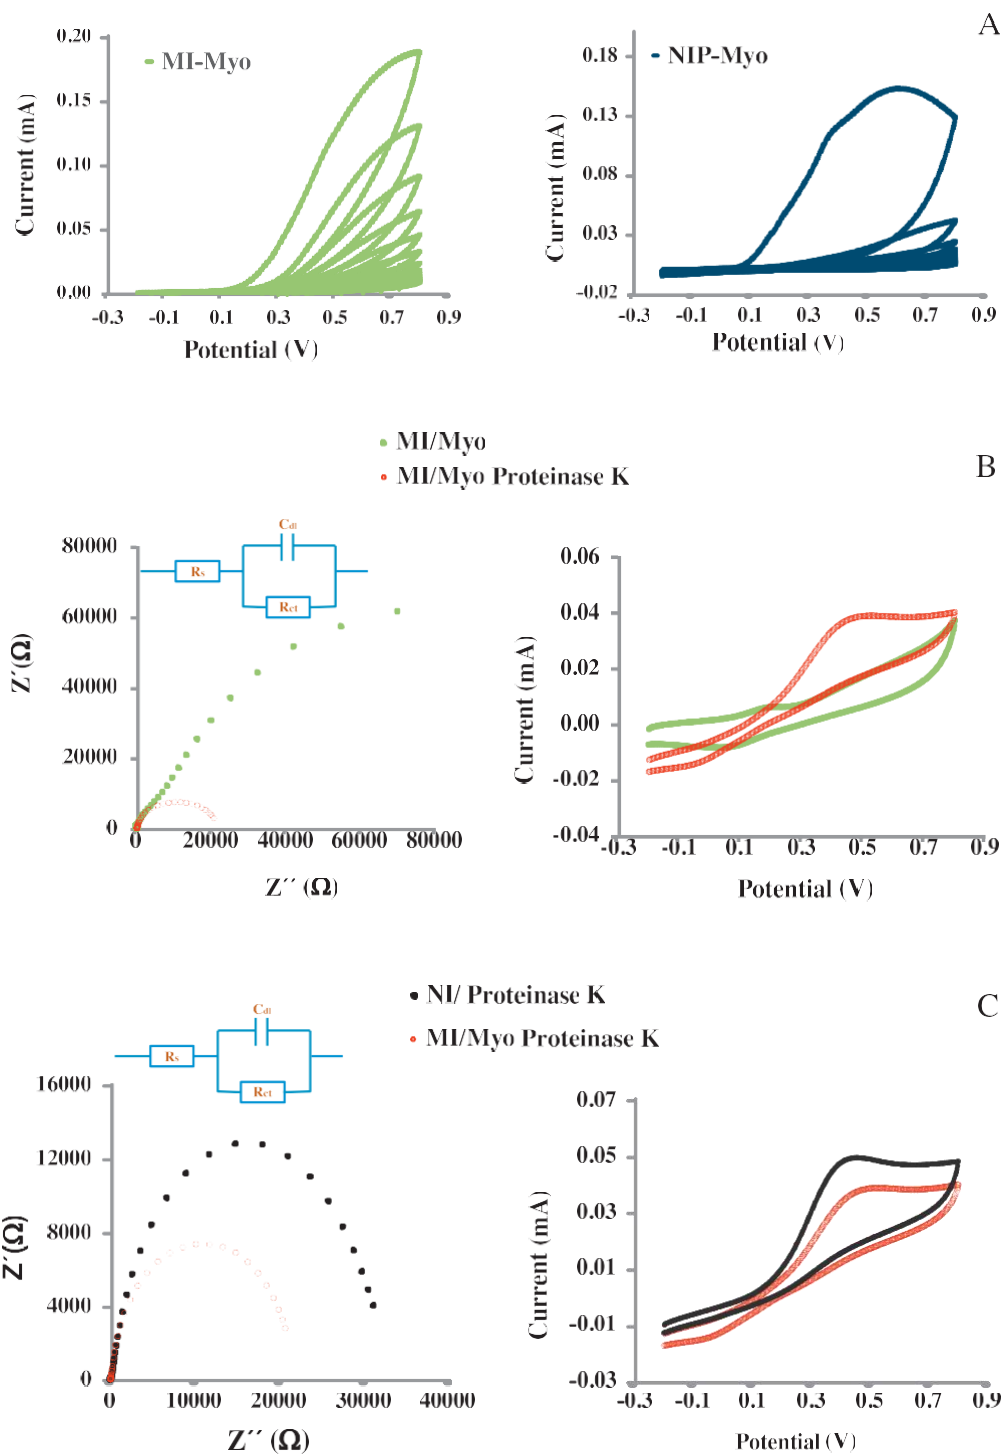 A
MI-Myo
0.20
0.15
0.10
0.05
0.00
Current (mA)
-0.3 -0.1 0.1 0.3 0.5 0.7 0.9
Potential (V)
NIP-Myo
0.18
0.13
0.08
0.03
-0.02
Current (mA)
-0.3 -0.1 0.1 0.3 0.5 0.7 0.9
Potential (V)
B
MI/Myo
MI/Myo Proteinase K
Cdl
Rs
Rct
80000
60000
40000
20000
0
Z´(Ω)
0 20000 40000 60000 80000
Z´´ (Ω)
0.06
0.04
0.02
0.00
-0.02
-0.04
Current (mA)
-0.3 -0.1 0.1 0.3 0.5 0.7 0.9
Potential (V)
C
NI/ Proteinase K
MI/Myo Proteinase K
Cdl
Rs
Rct
16000
12000
8000
4000
0
Z´(Ω)
0 10000 20000 30000 40000
Z´´ (Ω)
0.07
0.05
0.03
0.01
-0.01
-0.03
Current (mA)
-0.3 -0.1 0.1 0.3 0.5 0.7 0.9
Potential (V)